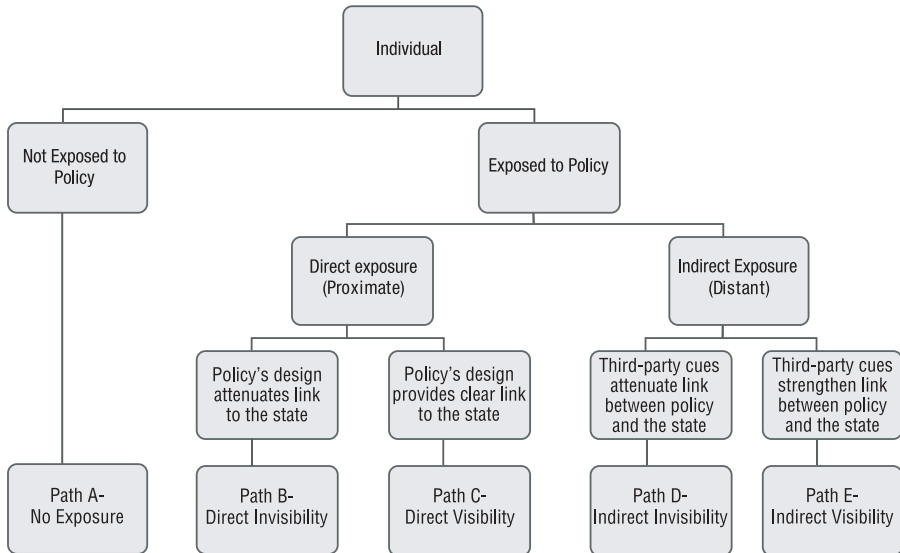 Individual
Not Exposed to
Policy
Exposed to Policy
Direct exposure
(Proximate)
Indirect Exposure
(Distant)
Policy's design
attenuates link
to the state
Policy's design
provides clear link
to the state
Third-party cues
attenuate link
between policy
and the state
Third-party cues
strengthen link
between policy
and the state
Path A-
No Exposure
Path B-
Direct Invisibility
Path C-
Direct Visibility
Path D-
Indirect Invisibility
Path E-
Indirect Visibility